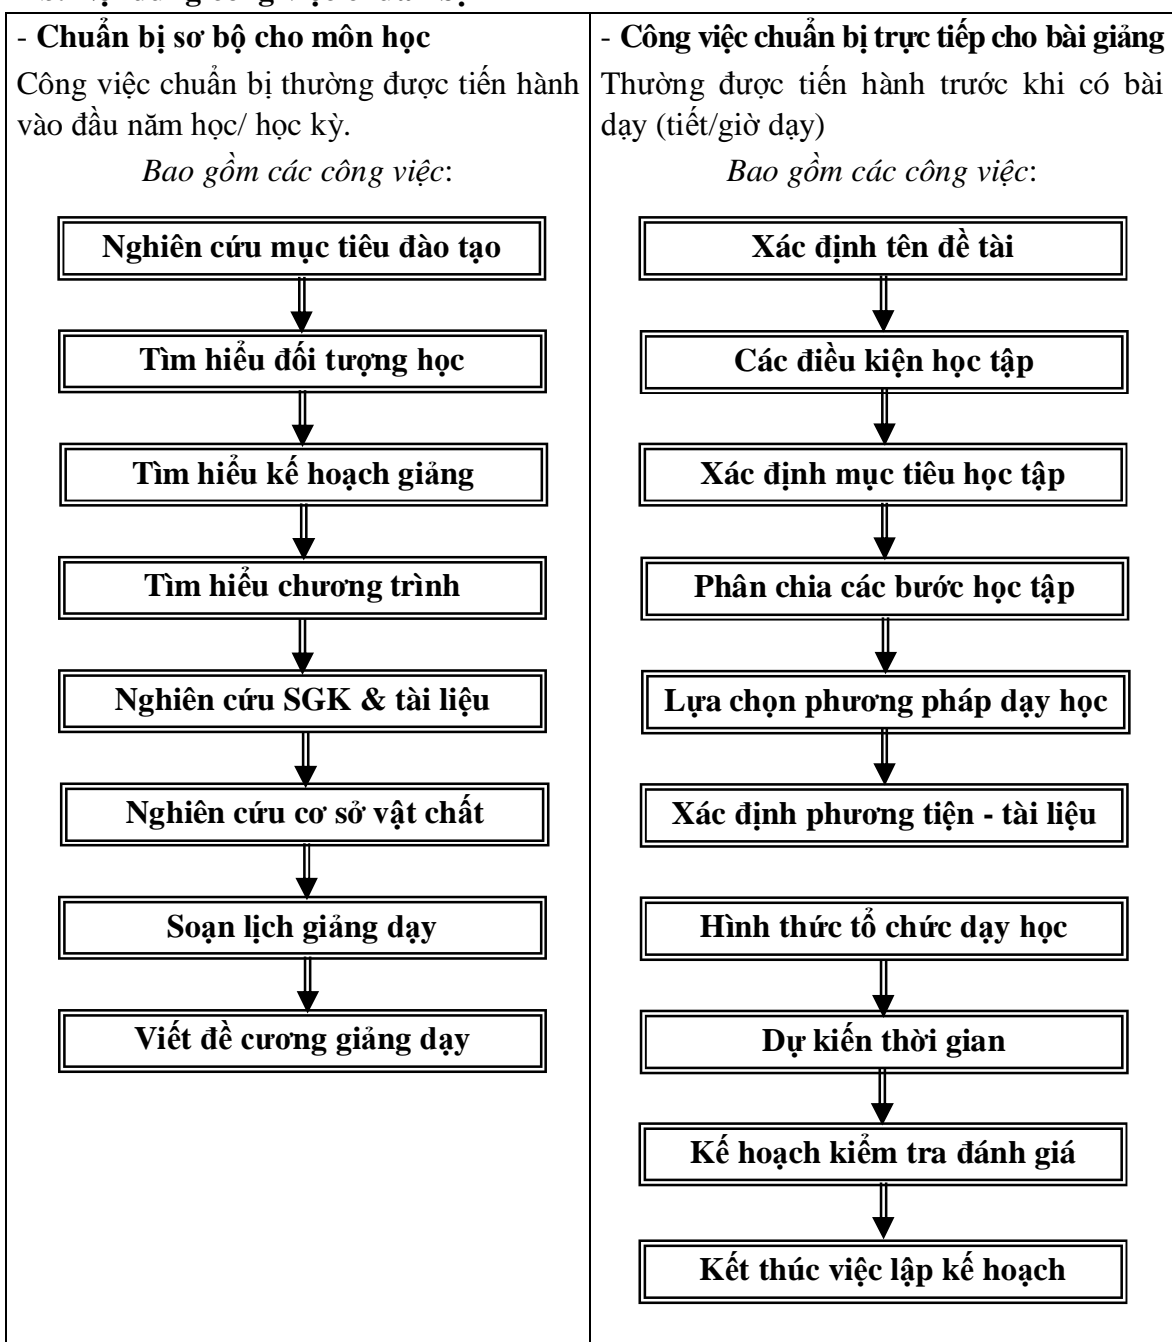 - Chuẩn bị sơ bộ cho môn học
Công việc chuẩn bị thường được tiến hành
vào đầu năm học/ học kỳ.
Bao gồm các công việc:
Nghiên cứu mục tiêu đào tạo
Tìm hiểu đối tượng học
Tìm hiểu kế hoạch giảng
Tìm hiểu chương trình
Nghiên cứu SGK & tài liệu
Nghiên cứu cơ sở vật chất
Soạn lịch giảng dạy
Viết đề cương giảng dạy
- Công việc chuẩn bị trực tiếp cho bài giảng
Thường được tiến hành trước khi có bài
dạy (tiết/giờ dạy)
Bao gồm các công việc:
Xác định tên đề tài
Các điều kiện học tập
Xác định mục tiêu học tập
Phân chia các bước học tập
Lựa chọn phương pháp dạy học
Xác định phương tiện - tài liệu
Hình thức tổ chức dạy học
Dự kiến thời gian
Kế hoạch kiểm tra đánh giá
Kết thúc việc lập kế hoạch